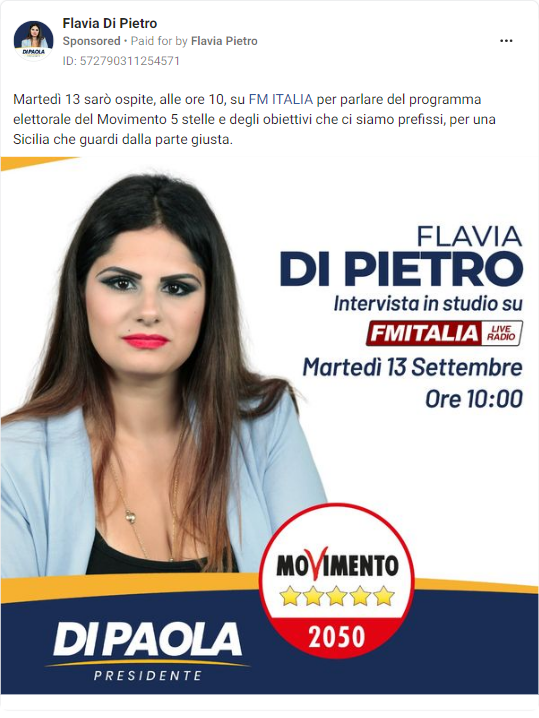 Flavia Di Pietro
Sponsored • Paid for by Flavia Pietro
ID: 572790311254571
Martedì 13 sarò ospite, alle ore 10, su FM ITALIA per parlare del programma
elettorale del Movimento 5 stelle e degli obiettivi che ci siamo prefissi, per una
Sicilia che guardi dalla parte giusta.
FLAVIA
DI PIETRO
Intervista in studio su
FMITALIA LIVE RADIO
Martedì 13 Settembre
Ore 10:00
MOVIMENTO
2050
DI PAOLA
PRESIDENTE
DI PAOLA